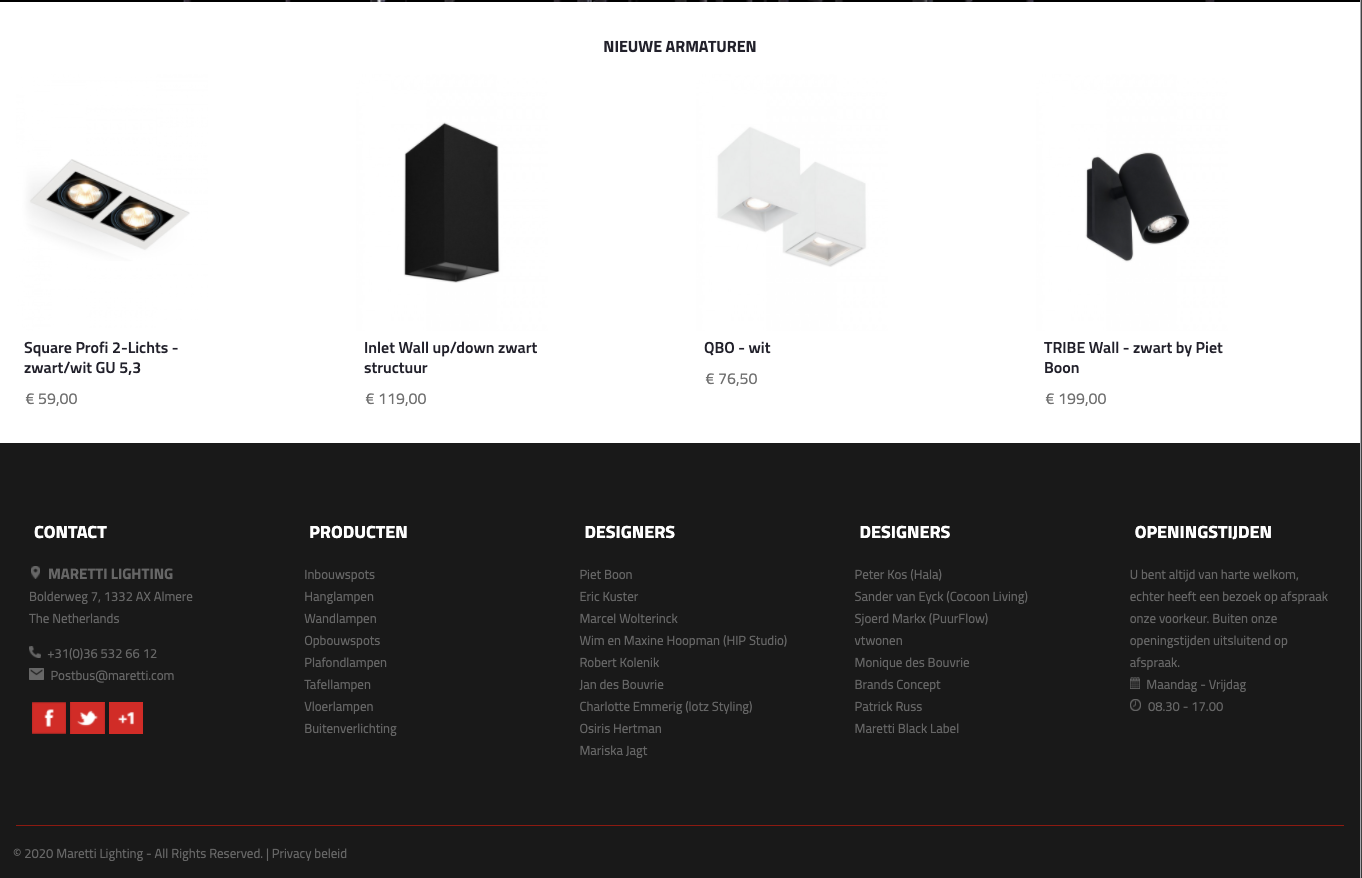 NIEUWE ARMATUREN
Square Profi 2-Lichts -
zwart/wit GU 5,3
€ 59,00
Inlet Wall up/down zwart
structuur
€ 119,00
QBO - wit
€ 76,50
TRIBE Wall - zwart by Piet
Boon
€ 199,00
CONTACT
MARETTI LIGHTING
Bolderweg 7, 1332 AX Almere
The Netherlands
+31(0)36 532 66 12
Postbus@maretti.com
f
+1
PRODUCTEN
Inbouwspots
Hanglampen
Wandlampen
Opbouwspots
Plafondlampen
Tafellampen
Vloerlampen
Buitenverlichting
DESIGNERS
Piet Boon
Eric Kuster
Marcel Wolterinck
Wim en Maxine Hoopman (HIP Studio)
Robert Kolenik
Jan des Bouvrie
Charlotte Emmerig (lotz Styling)
Osiris Hertman
Mariska Jagt
DESIGNERS
Peter Kos (Hala)
Sander van Eyck (Cocoon Living)
Sjoerd Markx (PuurFlow)
vtwonen
Monique des Bouvrie
Brands Concept
Patrick Russ
Maretti Black Label
OPENINGSTIJDEN
U bent altijd van harte welkom,
echter heeft een bezoek op afspraak
onze voorkeur. Buiten onze
openingstijden uitsluitend op
afspraak.
Maandag - Vrijdag
08.30 - 17.00
© 2020 Maretti Lighting - All Rights Reserved. | Privacy beleid